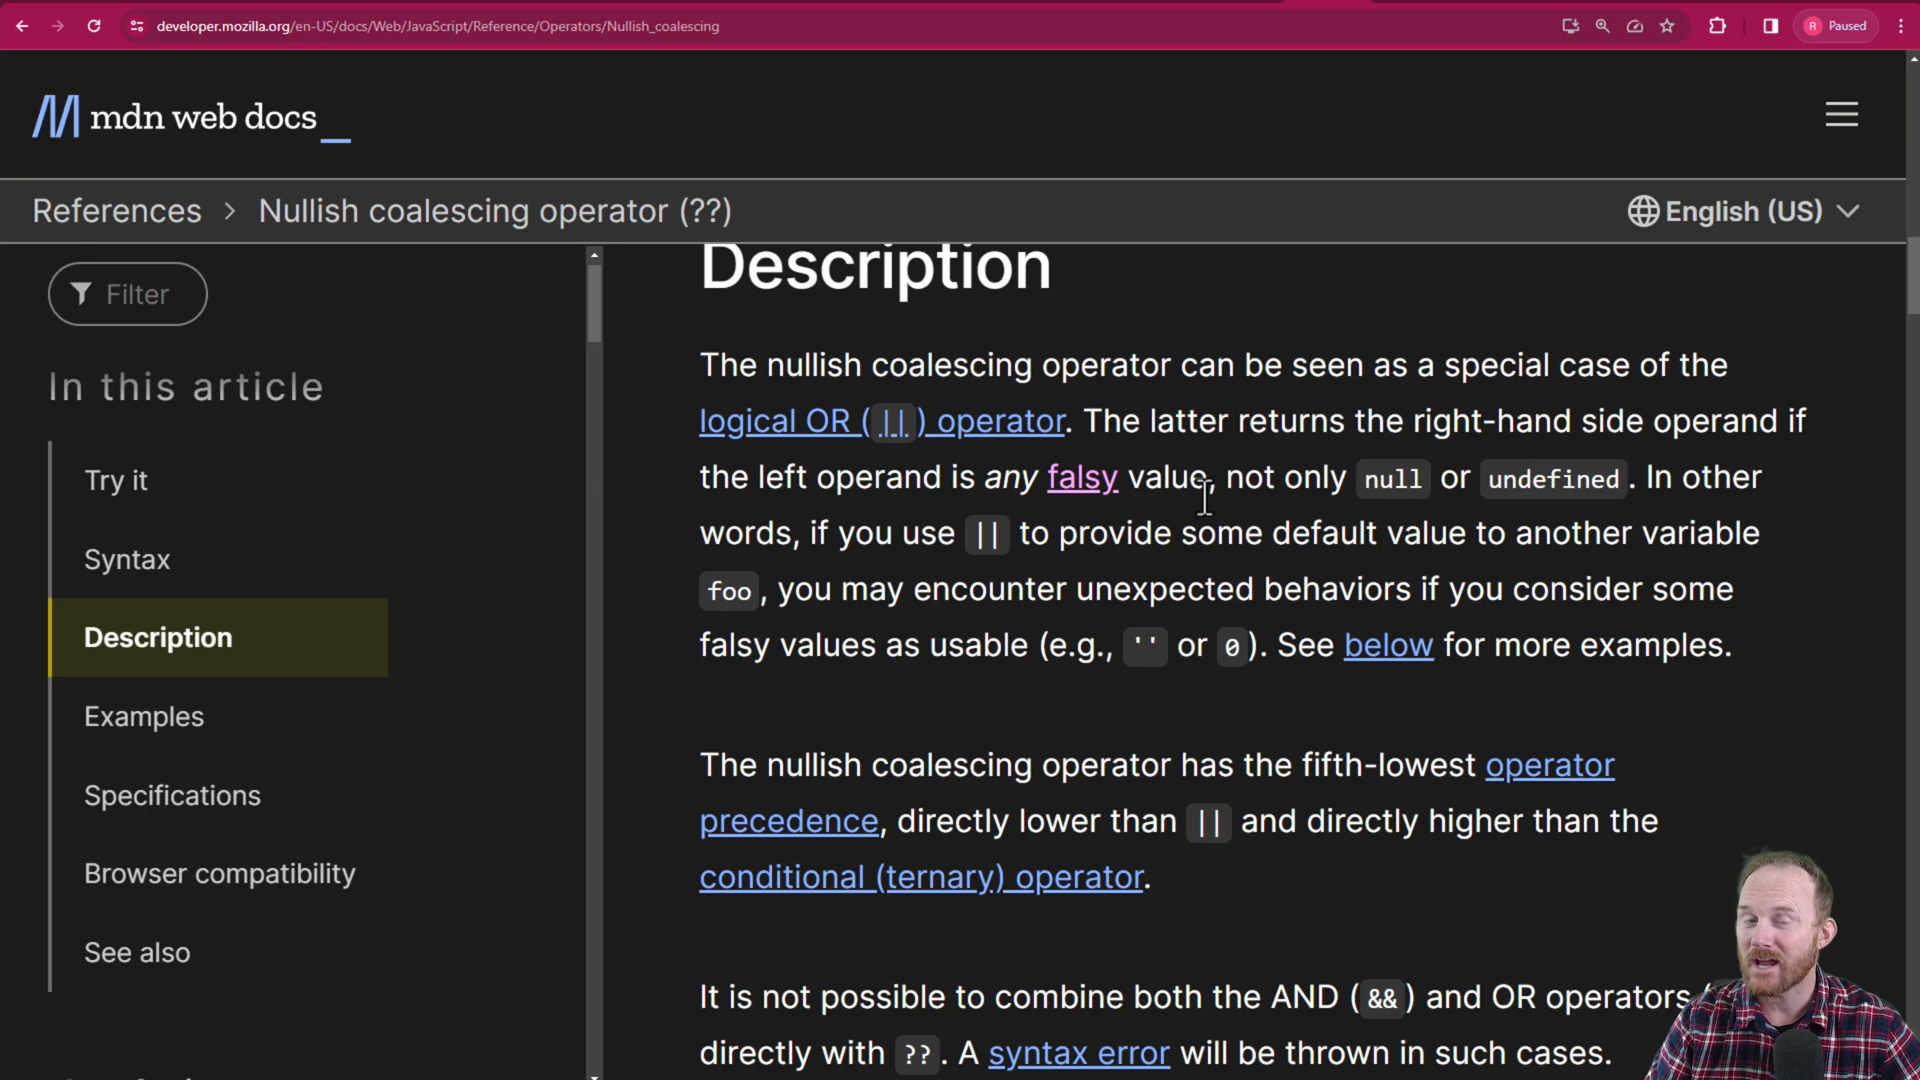 developer.mozilla.org/en-US/docs/Web/JavaScript/Reference/Operators/Nullish_coalescing
R Paused
mdn web docs_
References > Nullish coalescing operator (??)
English (US)
Filter
In this article
Try it
Syntax
Description
Examples
Specifications
Browser compatibility
See also
Description
The nullish coalescing operator can be seen as a special case of the
logical OR (||) operator. The latter returns the right-hand side operand if
the left operand is any falsy value, not only null or undefined. In other
words, if you use || to provide some default value to another variable
foo, you may encounter unexpected behaviors if you consider some
falsy values as usable (e.g., '' or 0). See below for more examples.
The nullish coalescing operator has the fifth-lowest operator
precedence, directly lower than || and directly higher than the
conditional (ternary) operator.
It is not possible to combine both the AND (&&) and OR operators (
directly with ??. A syntax error will be thrown in such cases.